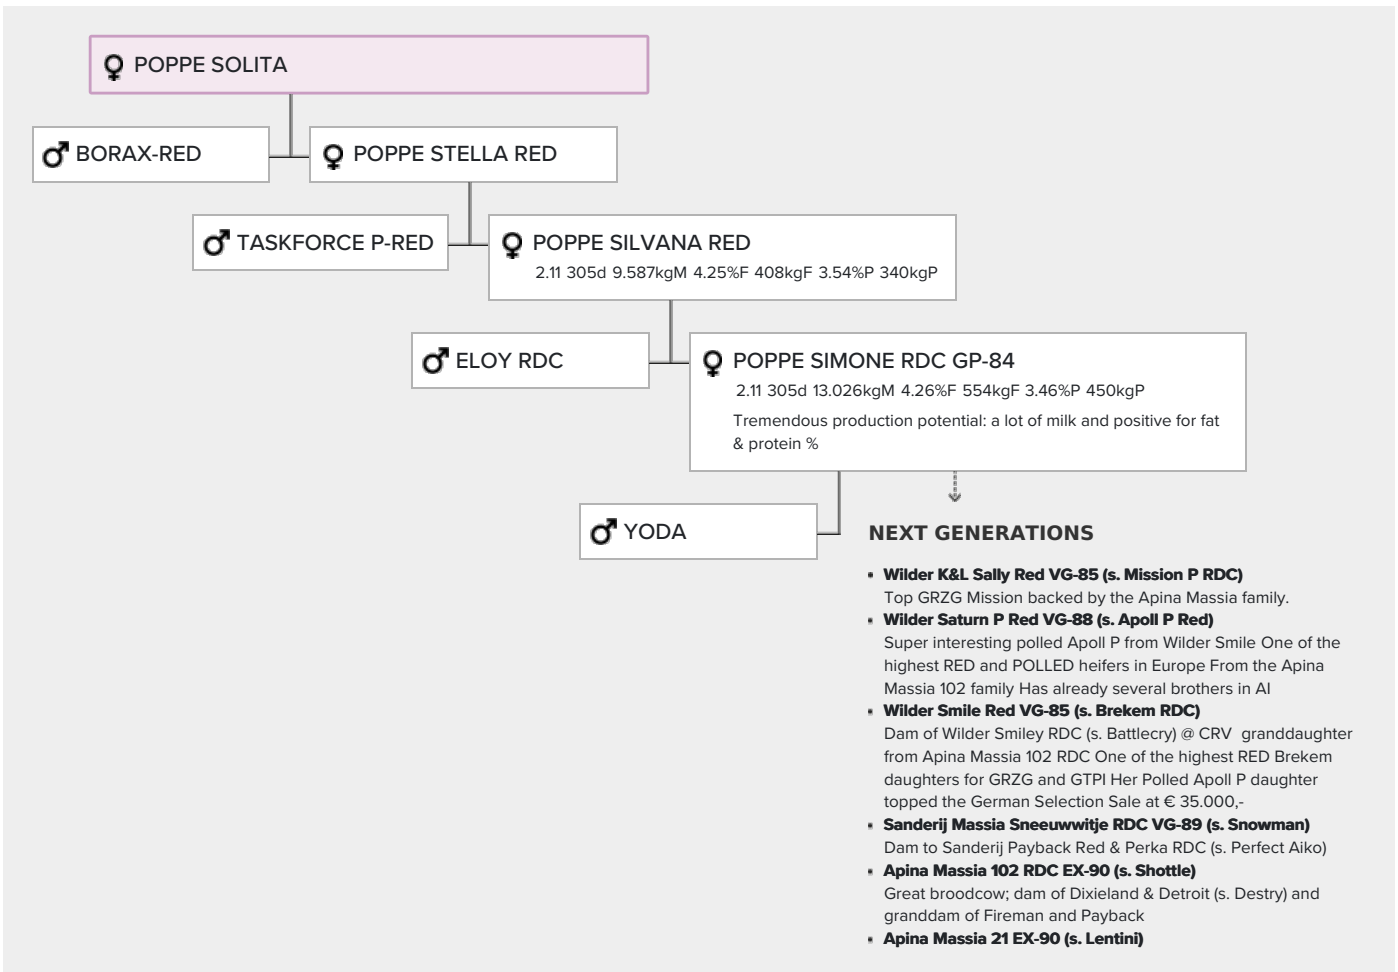 POPPE SOLITA
BORAX-RED
POPPE STELLA RED
TASKFORCE P-RED
POPPE SILVANA RED
2.11 305d 9.587kgM 4.25%F 408kgF 3.54%P 340kgP
ELOY RDC
POPPE SIMONE RDC GP-84
2.11 305d 13.026kgM 4.26%F 554kgF 3.46%P 450kgP
Tremendous production potential: a lot of milk and positive for fat
& protein %
YODA
NEXT GENERATIONS
Wilder K&L Sally Red VG-85 (s. Mission P RDC)
Top GRZG Mission backed by the Apina Massia family.
Wilder Saturn P Red VG-88 (s. Apoll P Red)
Super interesting polled Apoll P from Wilder Smile One of the
highest RED and POLLED heifers in Europe From the Apina
Massia 102 family Has already several brothers in AI
Wilder Smile Red VG-85 (s. Brekem RDC)
Dam of Wilder Smiley RDC (s. Battlecry) @ CRV  granddaughter
from Apina Massia 102 RDC One of the highest RED Brekem
daughters for GRZG and GTPI Her Polled Apoll P daughter
topped the German Selection Sale at € 35.000,-
Sanderij Massia Sneeuwwitje RDC VG-89 (s. Snowman)
Dam to Sanderij Payback Red & Perka RDC (s. Perfect Aiko)
Apina Massia 102 RDC EX-90 (s. Shottle)
Great broodcow; dam of Dixieland & Detroit (s. Destry) and
granddam of Fireman and Payback
Apina Massia 21 EX-90 (s. Lentini)